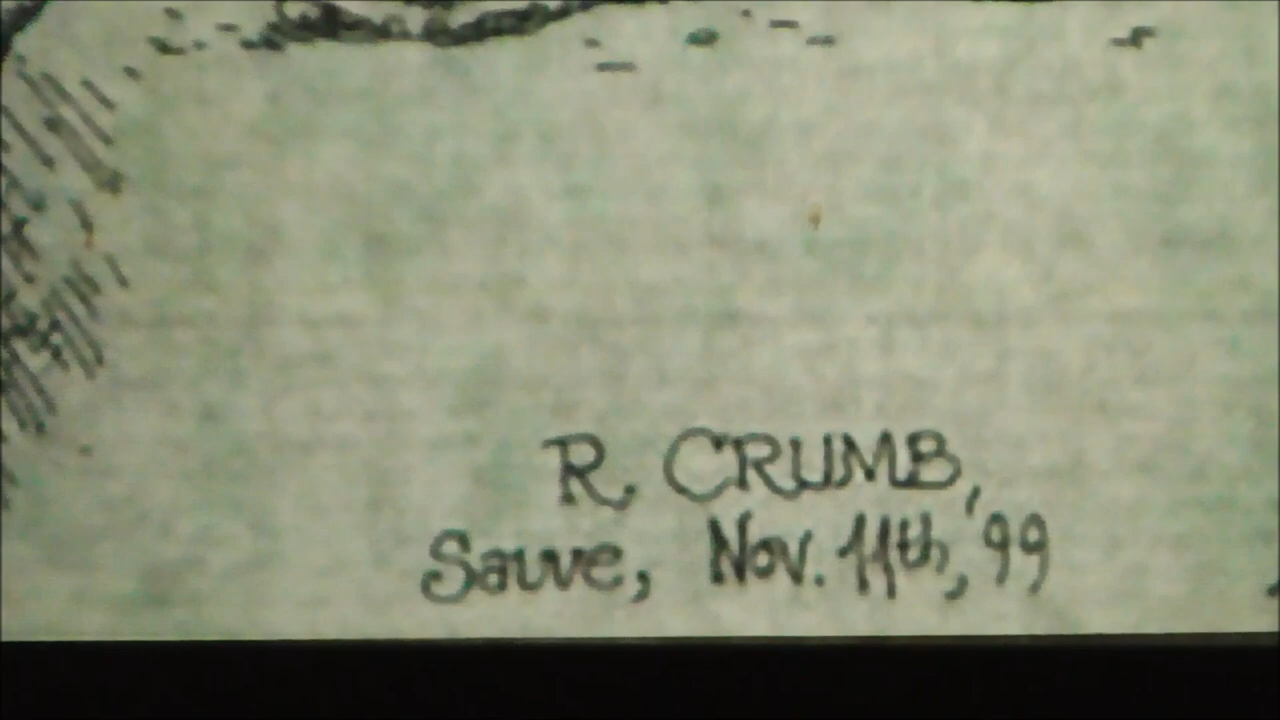 R. CRUMB,
Sauve, Nov. 11th, '99